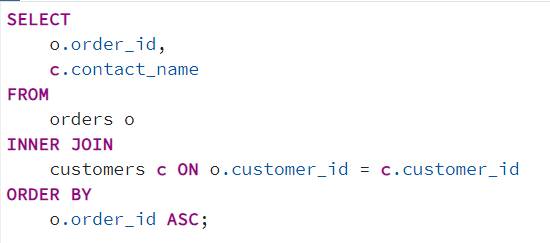 SELECT
    o.order_id,
    c.contact_name
FROM
    orders o
INNER JOIN
    customers c ON o.customer_id = c.customer_id
ORDER BY
    o.order_id ASC;